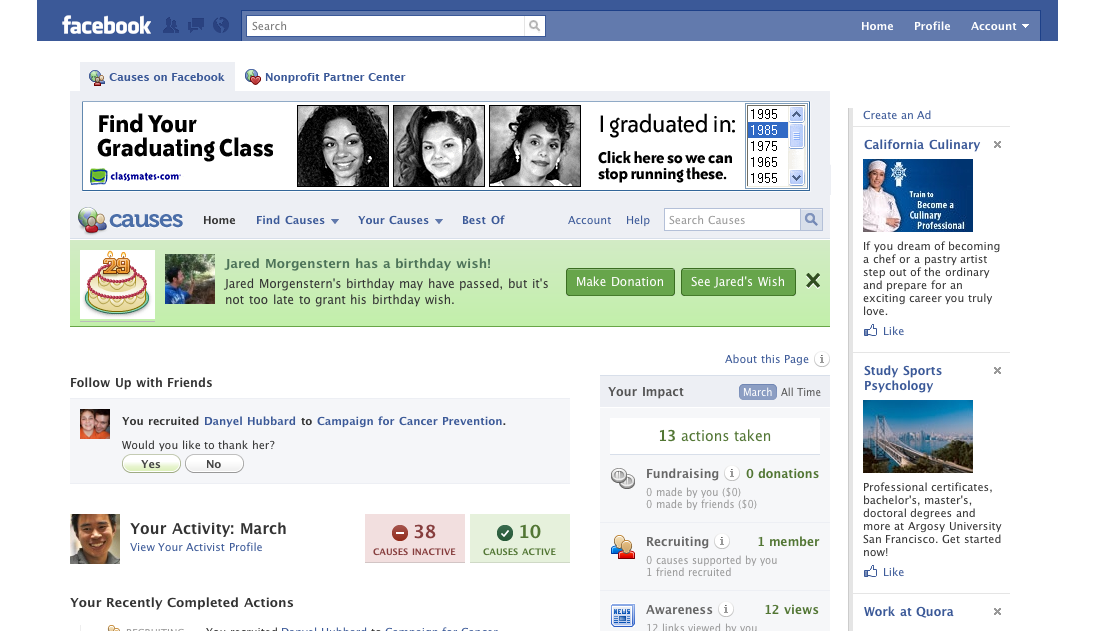 facebook
Search
Home Profile Account
Causes on Facebook
Nonprofit Partner Center
Find Your
Graduating Class
classmates.com
I graduated in:
Click here so we can
stop running these.
1995
1985
1975
1965
1955
causes
Home Find Causes Your Causes Best Of
Account Help
Search Causes
29
Jared Morgenstern has a birthday wish!
Jared Morgenstern's birthday may have passed, but it's
not too late to grant his birthday wish.
Make Donation
See Jared's Wish
About this Page i
Follow Up with Friends
You recruited Danyel Hubbard to Campaign for Cancer Prevention.
Would you like to thank her?
Yes No
Your Activity: March
View Your Activist Profile
38
CAUSES INACTIVE
10
CAUSES ACTIVE
Your Recently Completed Actions
RECRUITING You recruited Danyel Hubbard to Campaign for Cancer
Your Impact
March All Time
13 actions taken
Fundraising i 0 donations
0 made by you ($0)
0 made by friends ($0)
Recruiting i 1 member
0 causes supported by you
1 friend recruited
NEWS
Awareness i 12 views
12 links viewed by you
Create an Ad
California Culinary
Train to
Become a
Culinary
Professional
If you dream of becoming
a chef or a pastry artist
step out of the ordinary
and prepare for an
exciting career you truly
love.
Like
Study Sports
Psychology
Professional certificates,
bachelor's, master's,
doctoral degrees and
more at Argosy University
San Francisco. Get started
now!
Like
Work at Quora